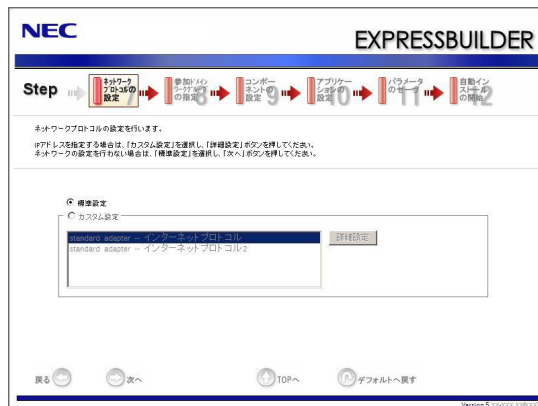 NEC
EXPRESSBUILDER
Step
ネットワーク
プロトコルの
設定 7
参加ドメイン
ワークグループ
の指定 8
コンポー
ネントの
設定 9
アプリケー
ションの
設定 10
パラメータ
のセーブ 11
自動イン
ストール
の開始 12
ネットワークプロトコルの設定を行います。
IPアドレスを指定する場合は、「カスタム設定」を選択し、「詳細設定」ボタンを押してください。
ネットワークの設定を行わない場合は、「標準設定」を選択し、「次へ」ボタンを押してください。
標準設定
カスタム設定
standard adapter -- インターネットプロトコル
standard adapter -- インターネットプロトコル2
詳細設定
戻る
次へ
TOPへ
デフォルトへ戻す
Version 5